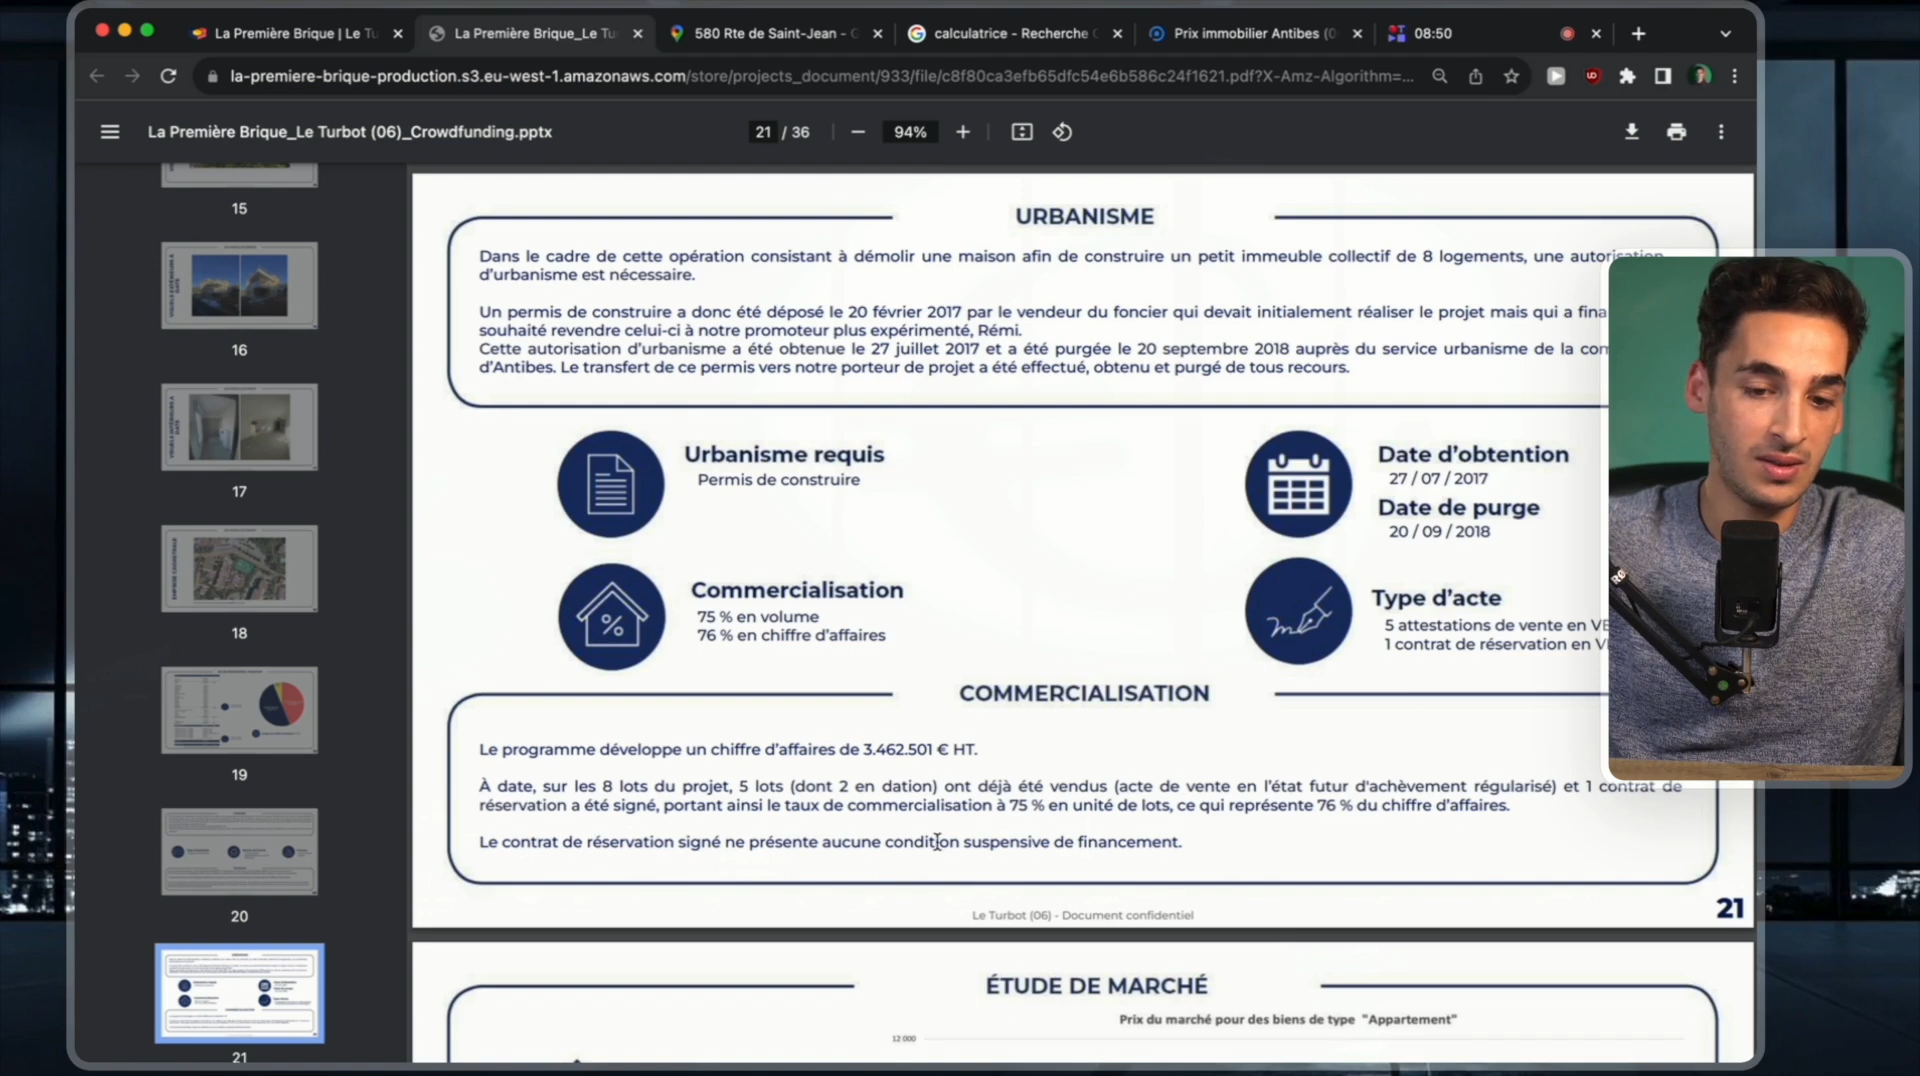 La Première Brique | Le Tu
La Première Brique_Le Tu
580 Rte de Saint-Jean - G
calculatrice - Recherche G
Prix immobilier Antibes (0
08:50
la-premiere-brique-production.s3.eu-west-1.amazonaws.com/store/projects_document/933/file/c8f80ca3efb65dfc54e6b586c24f1621.pdf?X-Amz-Algorithm=...
La Première Brique_Le Turbot (06)_Crowdfunding.pptx
21 / 36
94%
15
16
17
18
19
20
21
URBANISME
Dans le cadre de cette opération consistant à démolir une maison afin de construire un petit immeuble collectif de 8 logements, une autorisation
d'urbanisme est nécessaire.
Un permis de construire a donc été déposé le 20 février 2017 par le vendeur du foncier qui devait initialement réaliser le projet mais qui a fina
souhaité revendre celui-ci à notre promoteur plus expérimenté, Rémi.
Cette autorisation d'urbanisme a été obtenue le 27 juillet 2017 et a été purgée le 20 septembre 2018 auprès du service urbanisme de la con
d'Antibes. Le transfert de ce permis vers notre porteur de projet a été effectué, obtenu et purgé de tous recours.
Urbanisme requis
Permis de construire
Date d'obtention
27 / 07 / 2017
Date de purge
20 / 09 / 2018
Commercialisation
75 % en volume
76 % en chiffre d'affaires
Type d'acte
5 attestations de vente en VE
1 contrat de réservation en V
COMMERCIALISATION
Le programme développe un chiffre d'affaires de 3.462.501 € HT.
À date, sur les 8 lots du projet, 5 lots (dont 2 en dation) ont déjà été vendus (acte de vente en l'état futur d'achèvement régularisé) et 1 contrat de
réservation a été signé, portant ainsi le taux de commercialisation à 75 % en unité de lots, ce qui représente 76 % du chiffre d'affaires.
Le contrat de réservation signé ne présente aucune condition suspensive de financement.
Le Turbot (06) - Document confidentiel
21
ÉTUDE DE MARCHÉ
Prix du marché pour des biens de type "Appartement"
12 000